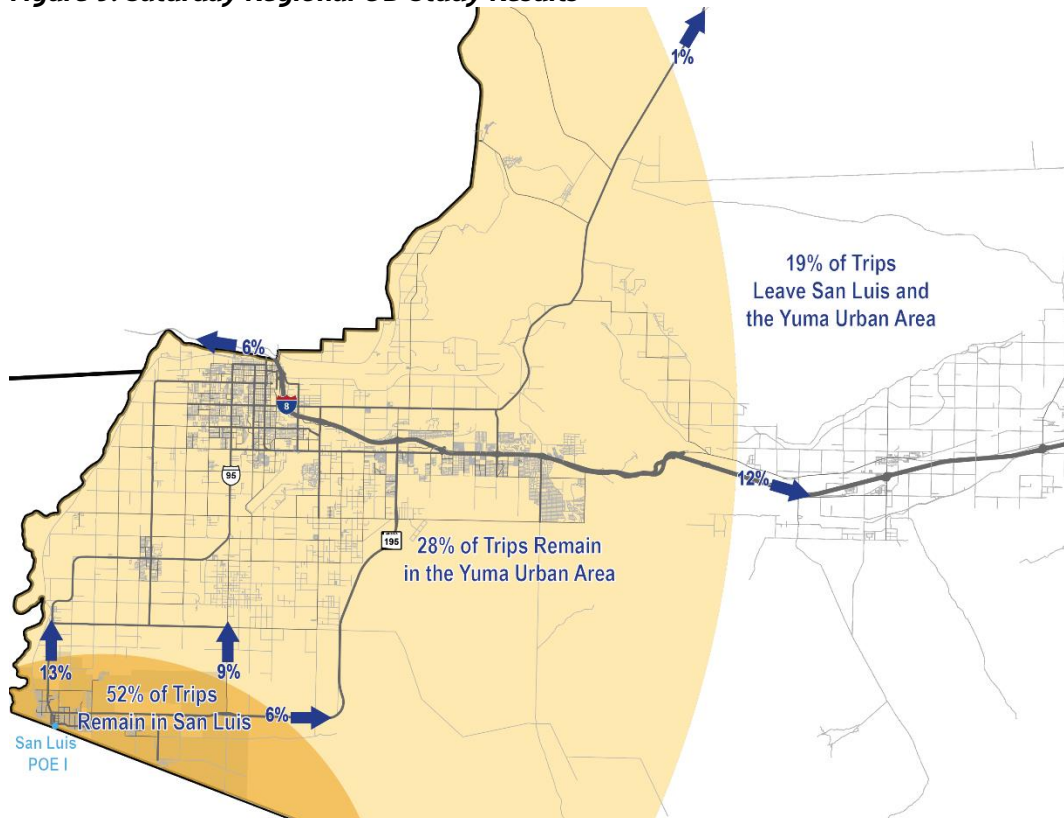 1%
19% of Trips
Leave San Luis and
the Yuma Urban Area
6%
8
95
12%
195
28% of Trips Remain
in the Yuma Urban Area
13%
9%
52% of Trips
Remain in San Luis
6%
San Luis
POE I